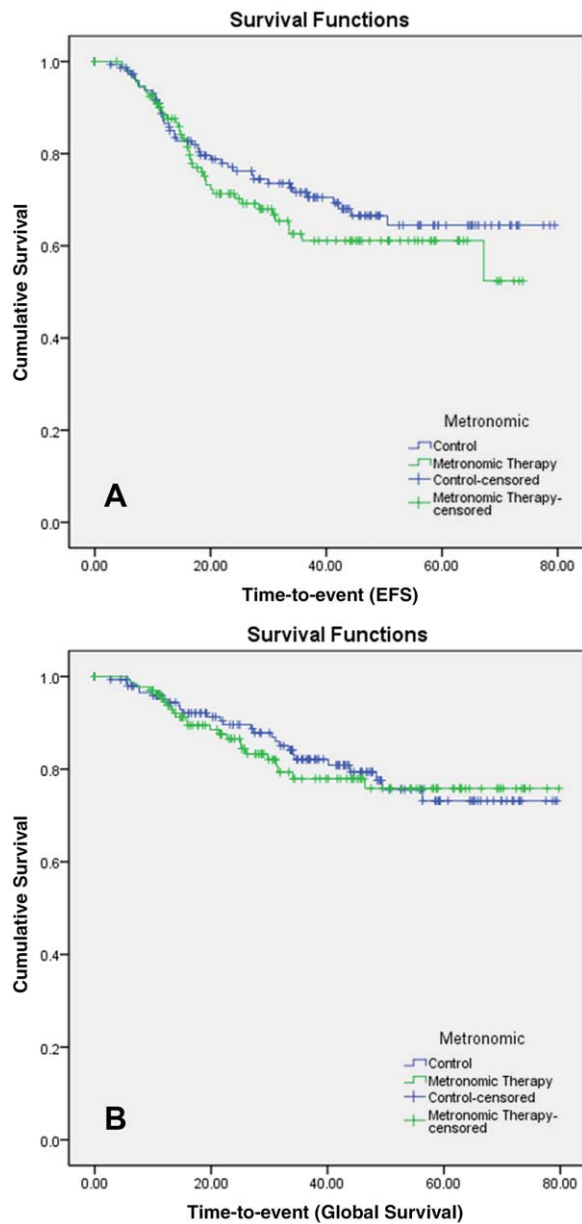 Survival Functions
1.0
0.8
0.6
0.4
0.2
0.0
Cumulative Survival
Metronomic
Control
Metronomic Therapy
Control-censored
Metronomic Therapy-
censored
A
0.00 20.00 40.00 60.00 80.00
Time-to-event (EFS)
Survival Functions
1.0
0.8
0.6
0.4
0.2
0.0
Cumulative Survival
Metronomic
Control
Metronomic Therapy
Control-censored
Metronomic Therapy-
censored
B
0.00 20.00 40.00 60.00 80.00
Time-to-event (Global Survival)